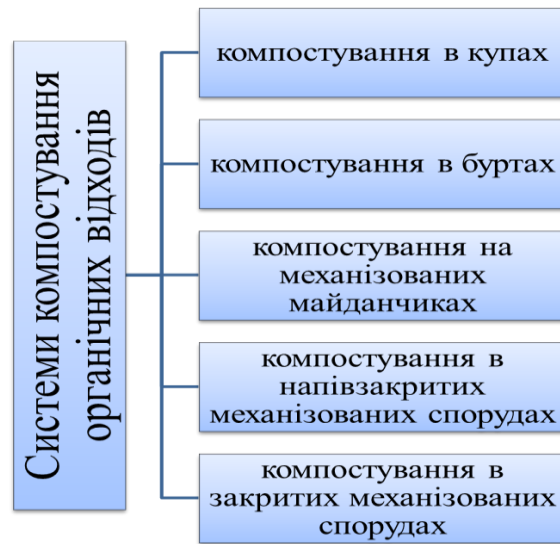 Системи компостування
органічних відходів
компостування в купах
компостування в буртах
компостування на
механізованих
майданчиках
компостування в
напівзакритих
механізованих спорудах
компостування в
закритих механізованих
спорудах